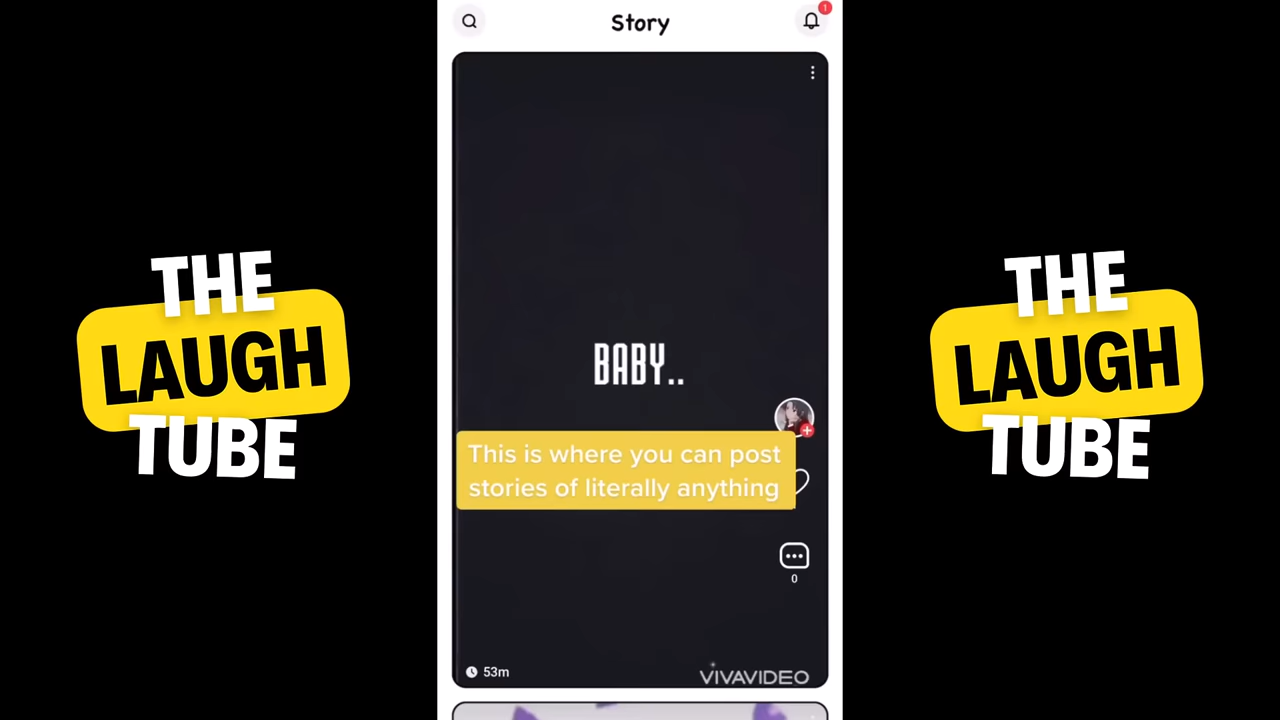 Story
1
THE
LAUGH
TUBE
BABY..
This is where you can post
stories of literally anything
0
53m
VIVAVIDEO
THE
LAUGH
TUBE